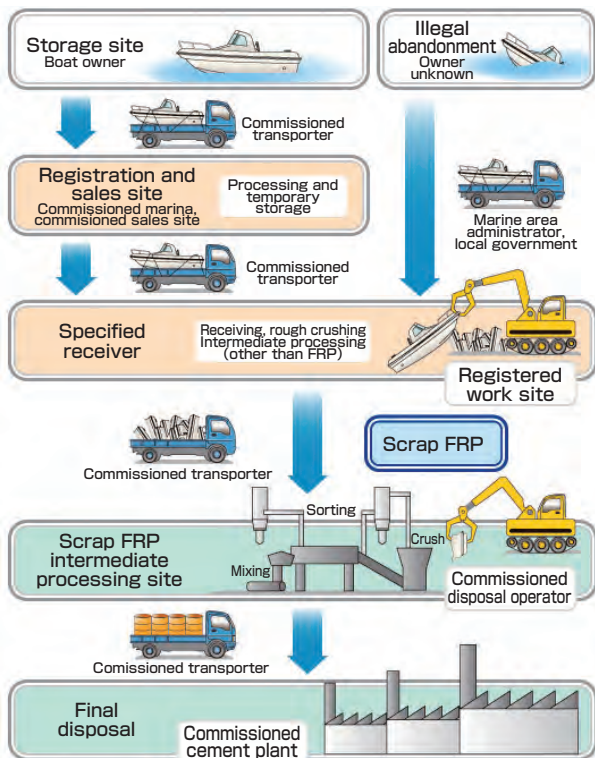 Storage site
Boat owner
Illegal
abandonment
Owner
unknown
Commissioned
transporter
Registration and
sales site
Commissioned marina,
commisioned sales site
Processing and
temporary
storage
Marine area
administrator,
local government
Commissioned
transporter
Specified
receiver
Receiving, rough crushing
Intermediate processing
(other than FRP)
Registered
work site
Commissioned transporter
Scrap FRP
Sorting
Crush
Mixing
Scrap FRP
intermediate
processing site
Commissioned
disposal operator
Comissioned transporter
Final
disposal
Commissioned
cement plant